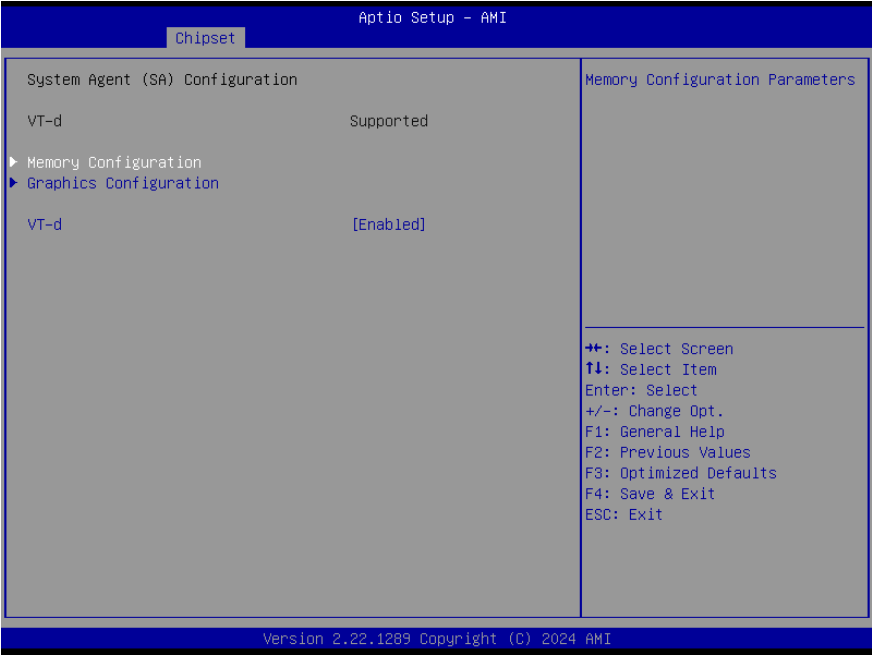 Aptio Setup - AMI
Chipset
System Agent (SA) Configuration
VT-d Supported
Memory Configuration
Graphics Configuration
VT-d [Enabled]
Memory Configuration Parameters
→←: Select Screen
↑↓: Select Item
Enter: Select
+/-: Change Opt.
F1: General Help
F2: Previous Values
F3: Optimized Defaults
F4: Save & Exit
ESC: Exit
Version 2.22.1289 Copyright (C) 2024 AMI